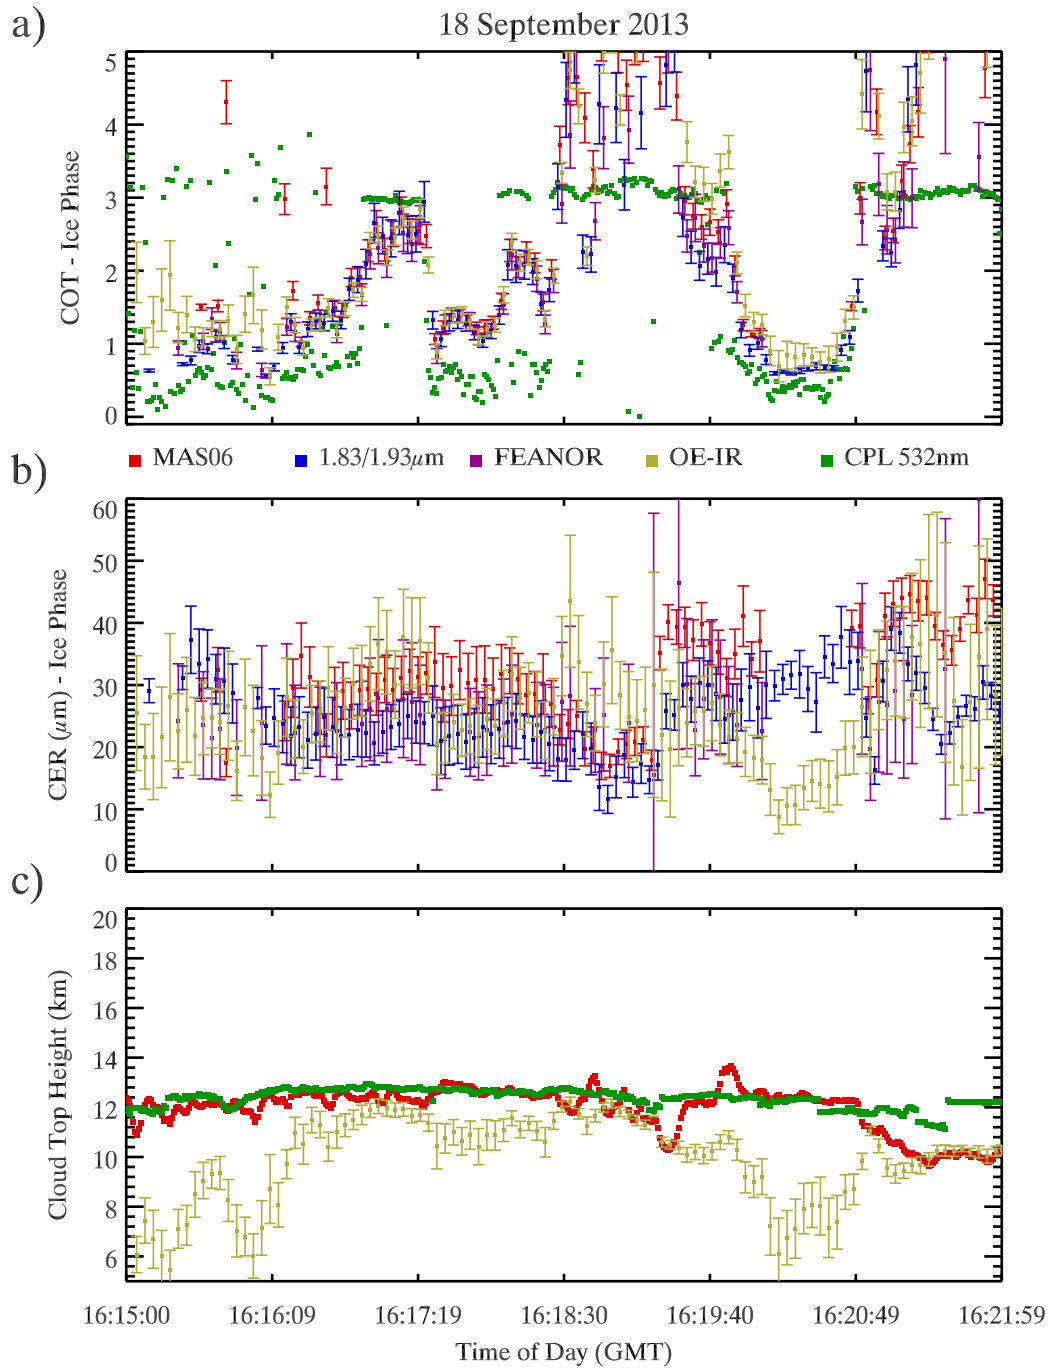 a)
18 September 2013
5
4
3
2
1
0
COT - Ice Phase
MAS06
1.83/1.93μm
FEANOR
OE-IR
CPL 532nm
b)
60
50
40
30
20
10
0
CER (μm) - Ice Phase
c)
20
18
16
14
12
10
8
6
Cloud Top Height (km)
16:15:00 16:16:09 16:17:19 16:18:30 16:19:40 16:20:49 16:21:59
Time of Day (GMT)